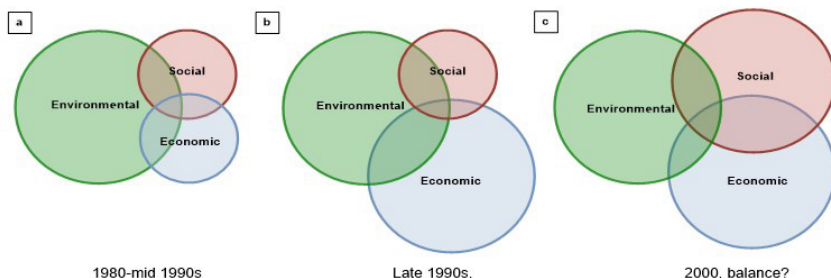 a
Social
Environmental
Economic
1980-mid 1990s
b
Social
Environmental
Economic
Late 1990s.
c
Social
Environmental
Economic
2000, balance?